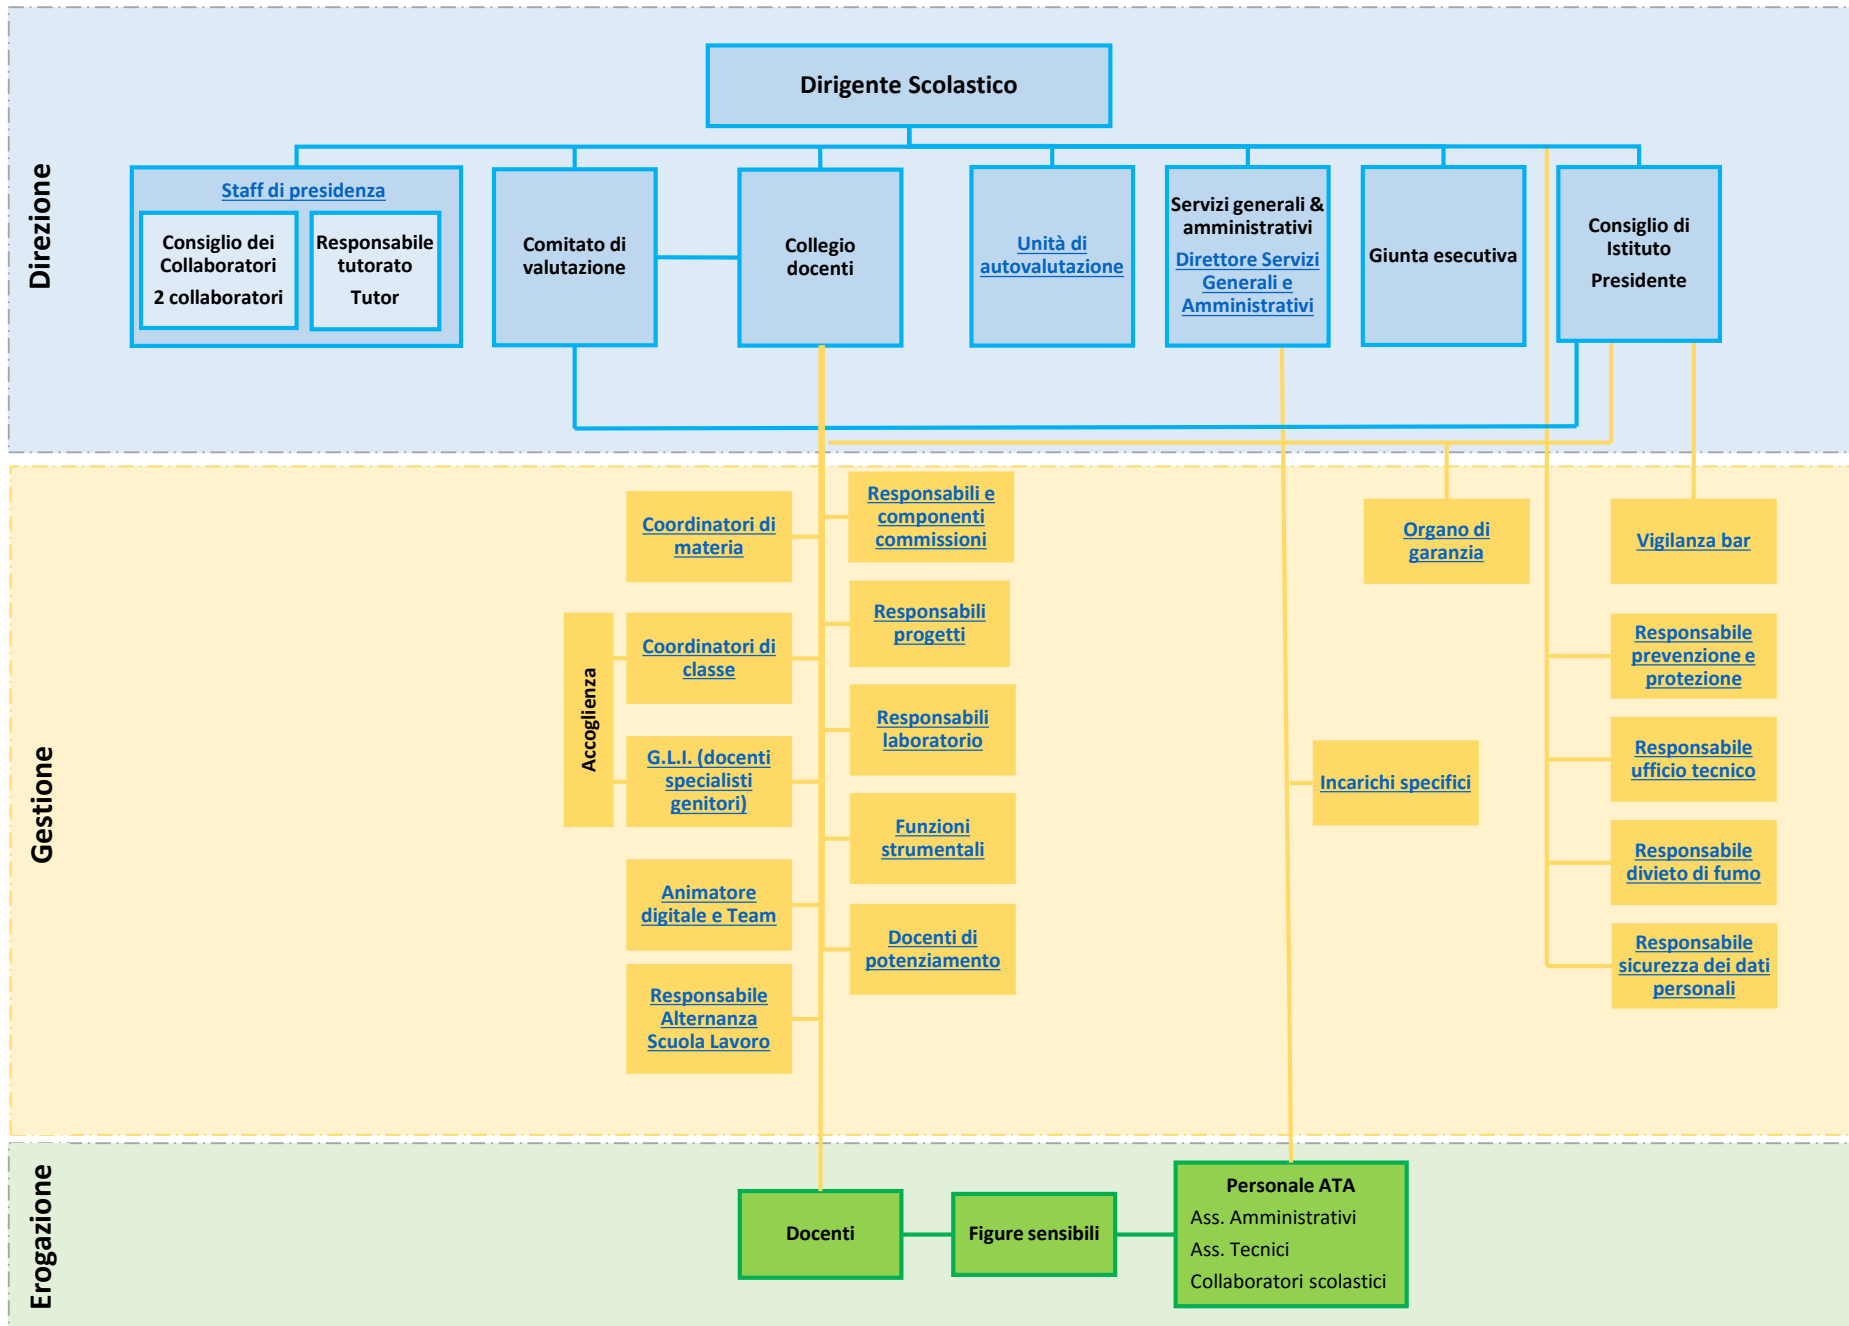 Direzione
Dirigente Scolastico
Staff di presidenza
Consiglio dei
Collaboratori
2 collaboratori
Responsabile
tutorato
Tutor
Comitato di
valutazione
Collegio
docenti
Unità di
autovalutazione
Servizi generali &
amministrativi
Direttore Servizi
Generali e
Amministrativi
Giunta esecutiva
Consiglio di
Istituto
Presidente
Gestione
Coordinatori di
materia
Responsabili e
componenti
commissioni
Organo di
garanzia
Vigilanza bar
Accoglienza
Coordinatori di
classe
Responsabili
progetti
Responsabile
prevenzione e
protezione
G.L.I. (docenti
specialisti
genitori)
Responsabili
laboratorio
Incarichi specifici
Responsabile
ufficio tecnico
Funzioni
strumentali
Responsabile
divieto di fumo
Animatore
digitale e Team
Docenti di
potenziamento
Responsabile
sicurezza dei dati
personali
Responsabile
Alternanza
Scuola Lavoro
Erogazione
Docenti
Figure sensibili
Personale ATA
Ass. Amministrativi
Ass. Tecnici
Collaboratori scolastici